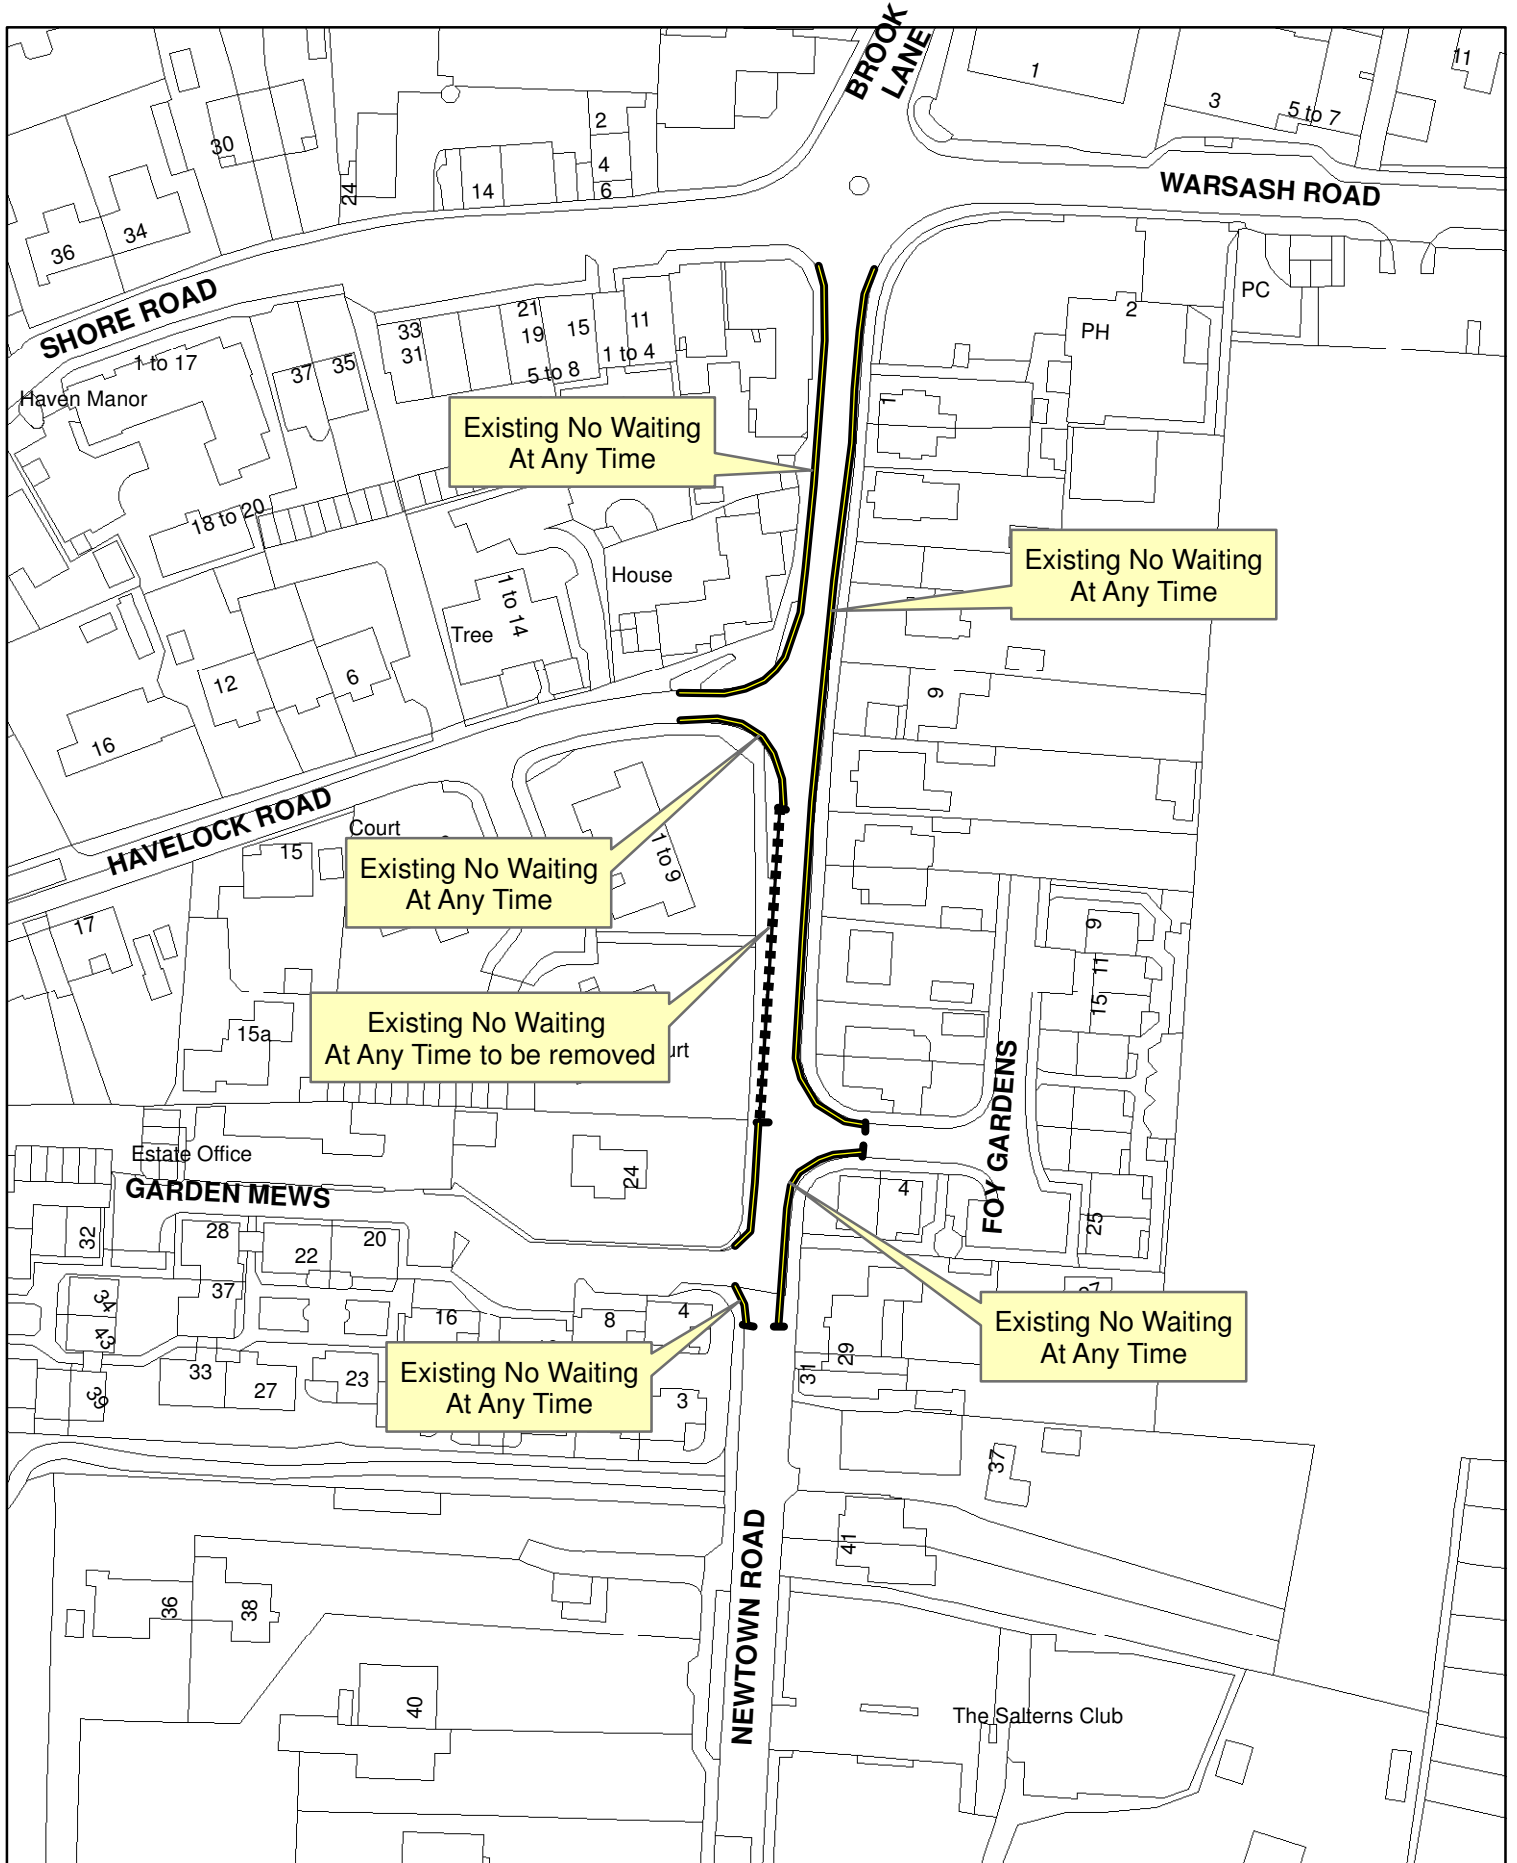 BROOK
LANE
1
11
3
5 to 7
2
30
4
24
14
6
WARSASH ROAD
34
36
PC
SHORE ROAD
2
PH
21
33
19
15
11
31
1 to 4
1 to 17
35
37
5 to 8
Haven Manor
1
Existing No Waiting
At Any Time
18 to 20
Existing No Waiting
At Any Time
House
1 to 14
Tree
12
6
9
16
HAVELOCK ROAD
Court
15
1 to 9
Existing No Waiting
At Any Time
17
9
11
15
Existing No Waiting
At Any Time to be removed
15a
urt
FOY GARDENS
Estate Office
24
GARDEN MEWS
4
25
32
28
22
20
37
34
43
16
8
4
27
Existing No Waiting
At Any Time
29
31
Existing No Waiting
At Any Time
33
27
23
39
3
37
41
NEWTOWN ROAD
36
38
40
The Salterns Club